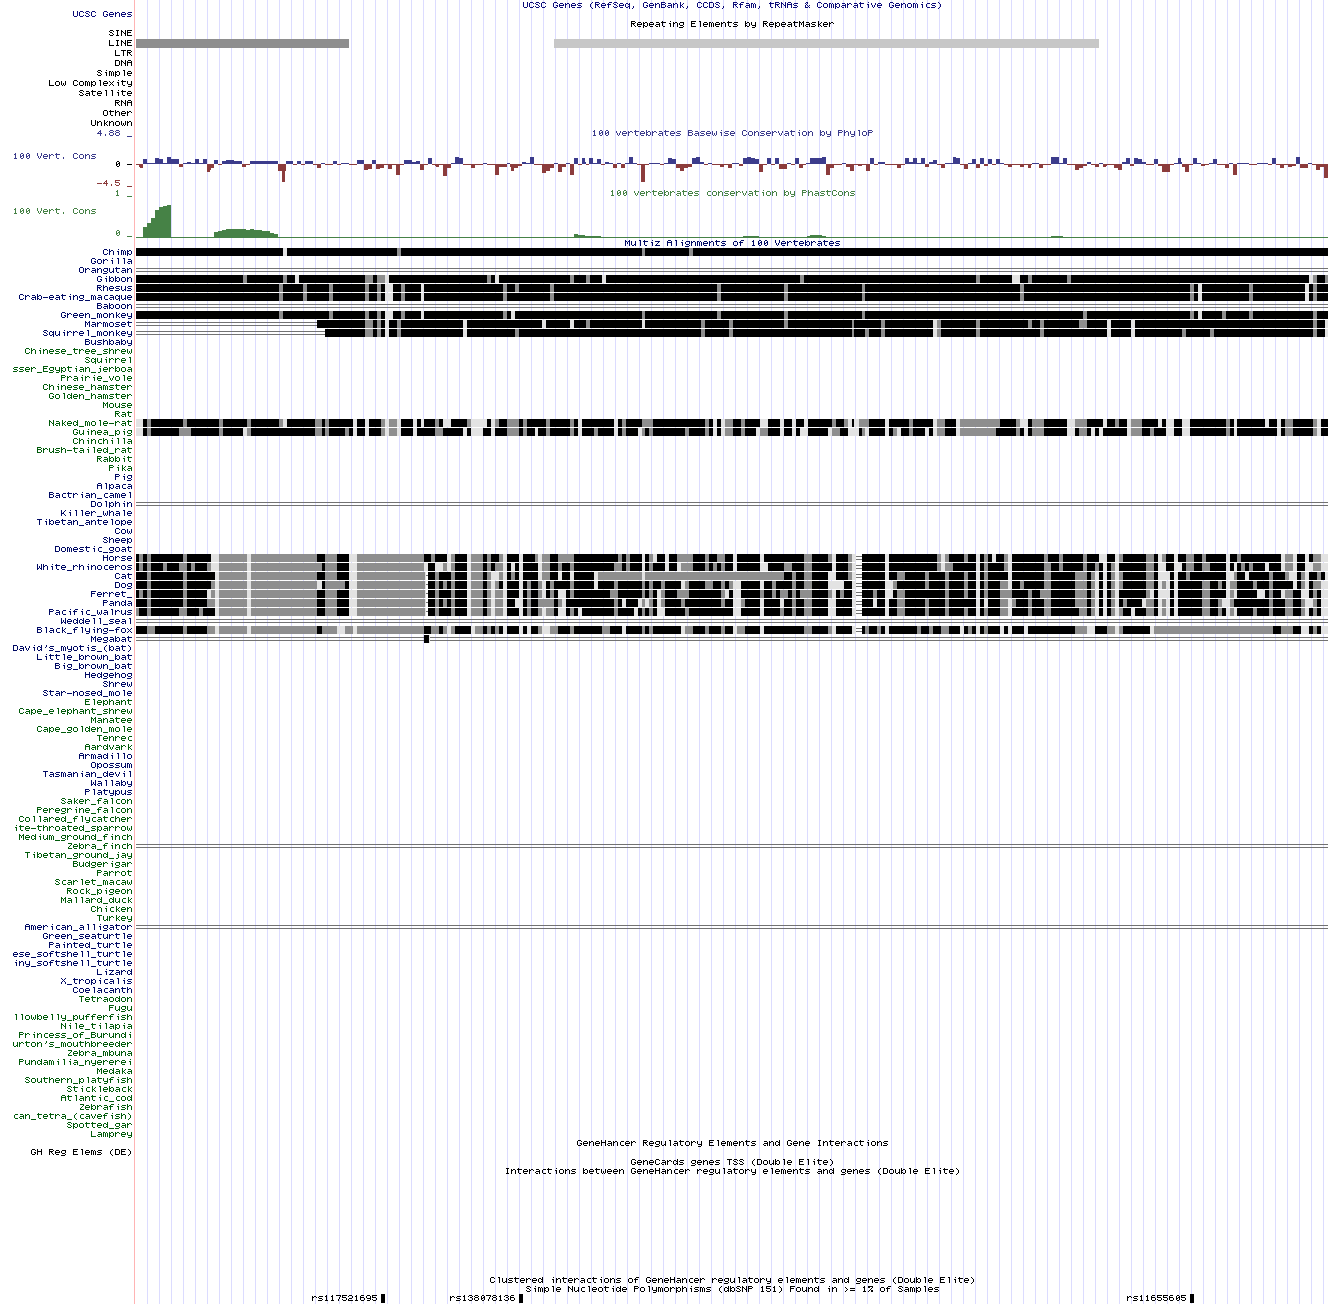 UCSC Genes (RefSeq, GenBank, CCDS, Rfam, tRNAs & Comparative Genomics)
UCSC Genes
Repeating Elements by RepeatMasker
SINE
LINE
LTR
DNA
Simple
Low Complexity
Satellite
RNA
Other
Unknown
4.88 _
100 vertebrates Basewise Conservation by PhyloP
100 Vert. Cons
0 _
-4.5 _
100 vertebrates conservation by PhastCons
1 _
100 Vert. Cons
0 _
Multiz Alignments of 100 Vertebrates
Chimp
Gorilla
Orangutan
Gibbon
Rhesus
Crab-eating_macaque
Baboon
Green_monkey
Marmoset
Squirrel_monkey
Bushbaby
Chinese_tree_shrew
Squirrel
sser_Egyptian_jerboa
Prairie_vole
Chinese_hamster
Golden_hamster
Mouse
Rat
Naked_mole-rat
Guinea_pig
Chinchilla
Brush-tailed_rat
Rabbit
Pika
Pig
Alpaca
Bactrian_camel
Dolphin
Killer_whale
Tibetan_antelope
Cow
Sheep
Domestic_goat
Horse
White_rhinoceros
Cat
Dog
Ferret_
Panda
Pacific_walrus
Weddell_seal
Black_flying-fox
Megabat
David's_myotis_(bat)
Little_brown_bat
Big_brown_bat
Hedgehog
Shrew
Star-nosed_mole
Elephant
Cape_elephant_shrew
Manatee
Cape_golden_mole
Tenrec
Aardvark
Armadillo
Opossum
Tasmanian_devil
Wallaby
Platypus
Saker_falcon
Peregrine_falcon
Collared_flycatcher
ite-throated_sparrow
Medium_ground_finch
Zebra_finch
Tibetan_ground_jay
Budgerigar
Parrot
Scarlet_macaw
Rock_pigeon
Mallard_duck
Chicken
Turkey
American_alligator
Green_seaturtle
Painted_turtle
ese_softshell_turtle
iny_softshell_turtle
Lizard
X_tropicalis
Coelacanth
Tetraodon
Fugu
llowbelly_pufferfish
Nile_tilapia
Princess_of_Burundi
urton's_mouthbreeder
Zebra_mbuna
Pundamilia_nyererei
Medaka
Southern_platyfish
Stickleback
Atlantic_cod
Zebrafish
can_tetra_(cavefish)
Spotted_gar
Lamprey
GeneHancer Regulatory Elements and Gene Interactions
GH Reg Elems (DE)
GeneCards genes TSS (Double Elite)
Interactions between GeneHancer regulatory elements and genes (Double Elite)
Clustered interactions of GeneHancer regulatory elements and genes (Double Elite)
Simple Nucleotide Polymorphisms (dbSNP 151) Found in >= 1% of Samples
rs117521695 rs138078136 rs11655605